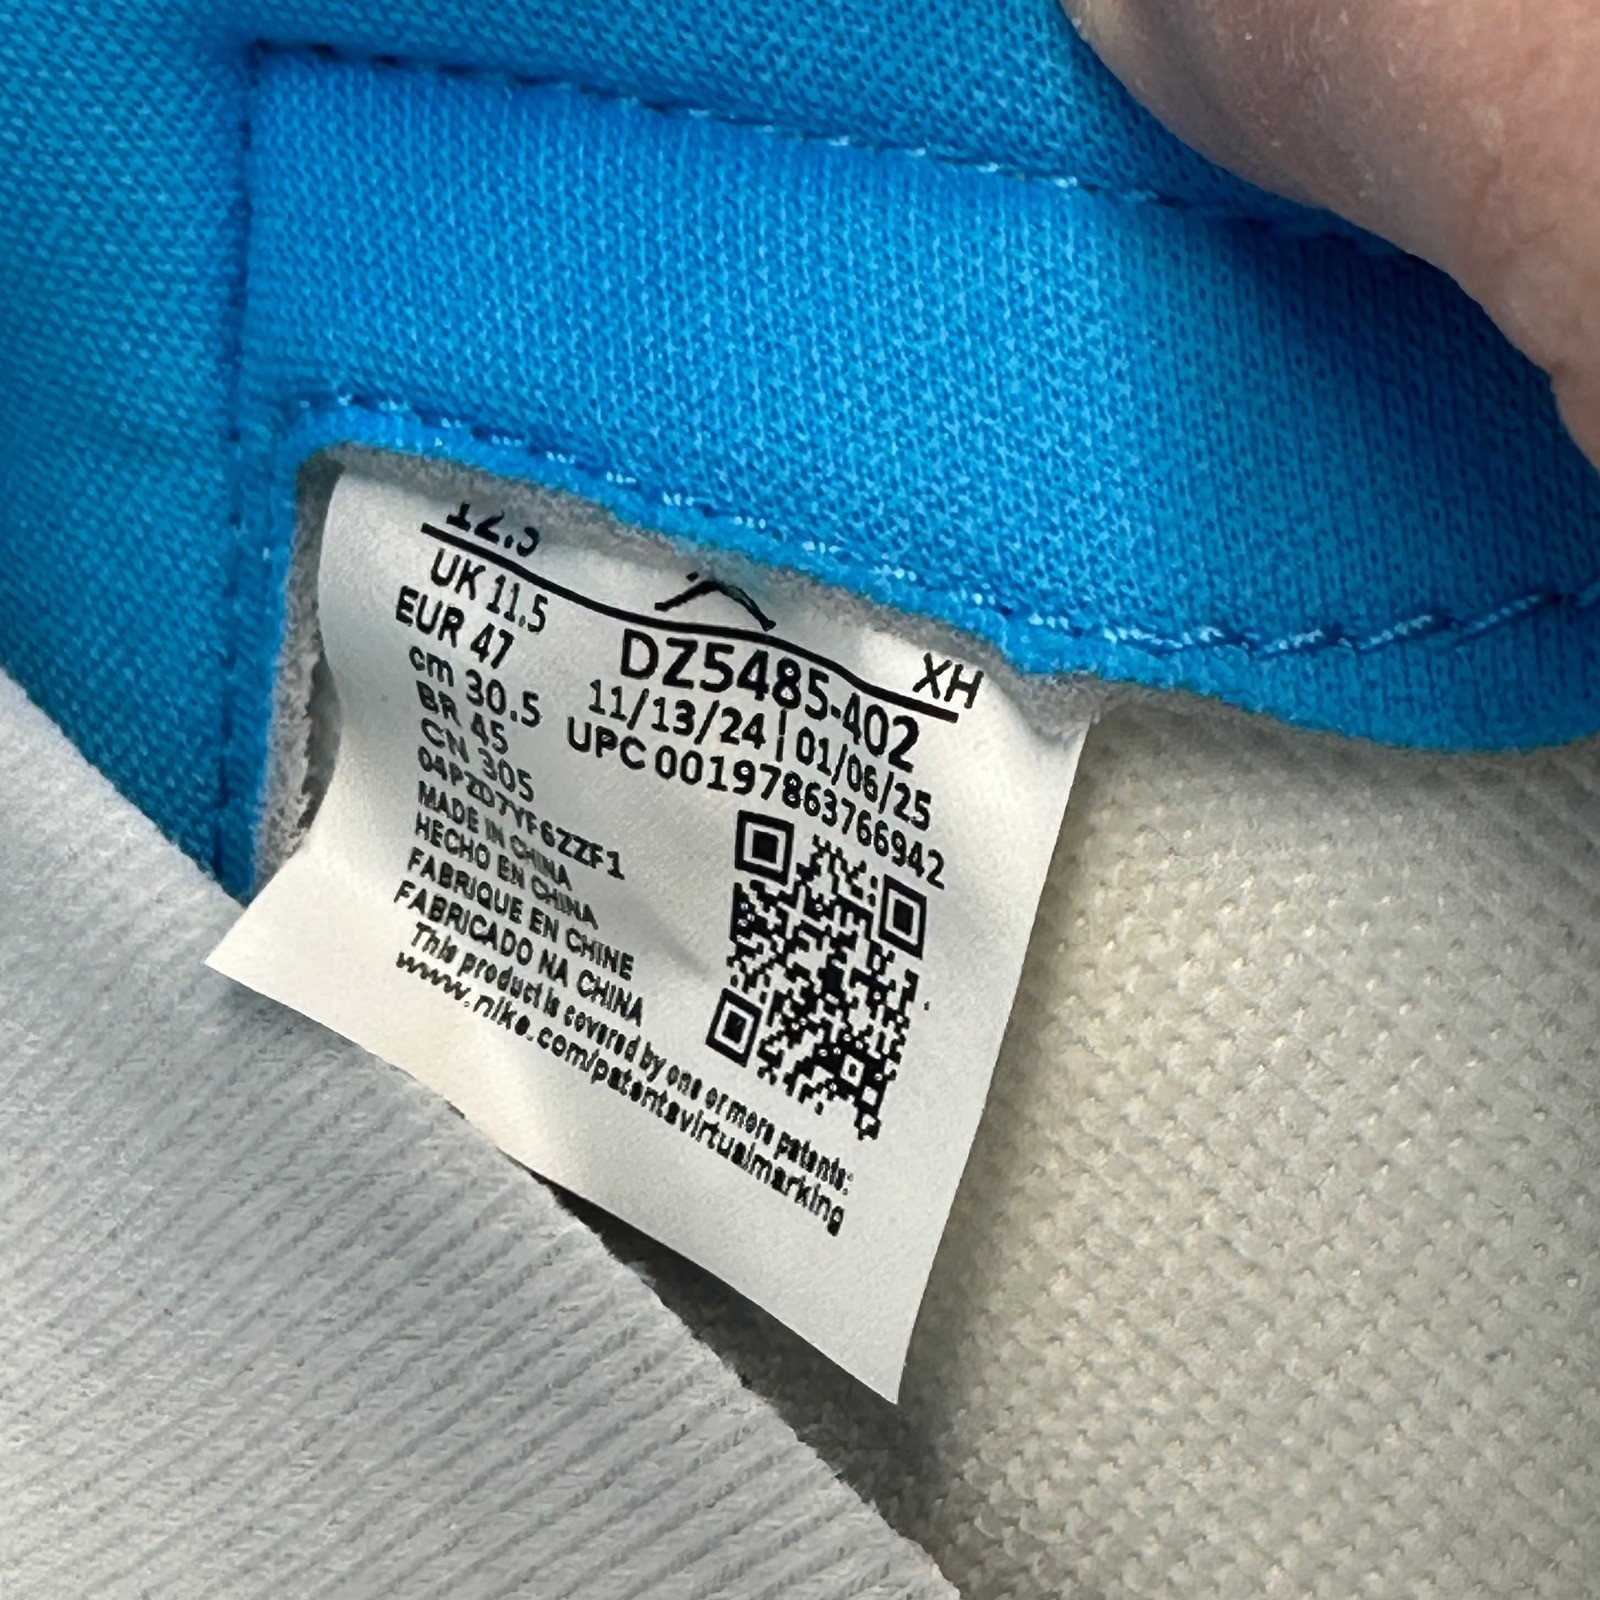 12.5
UK 11.5
EUR 47
cm 30.5
BR 45
CN 305
04PZD7YF6ZZF1
MADE IN CHINA
HECHO EN CHINA
FABRIQUE EN CHINE
FABRICADO NA CHINA
This product is covered by one or more patents:
www.nike.com/patentsvirtualmarking
XH
DZ5485-402
11/13/24 | 01/06/25
UPC 00197863766942